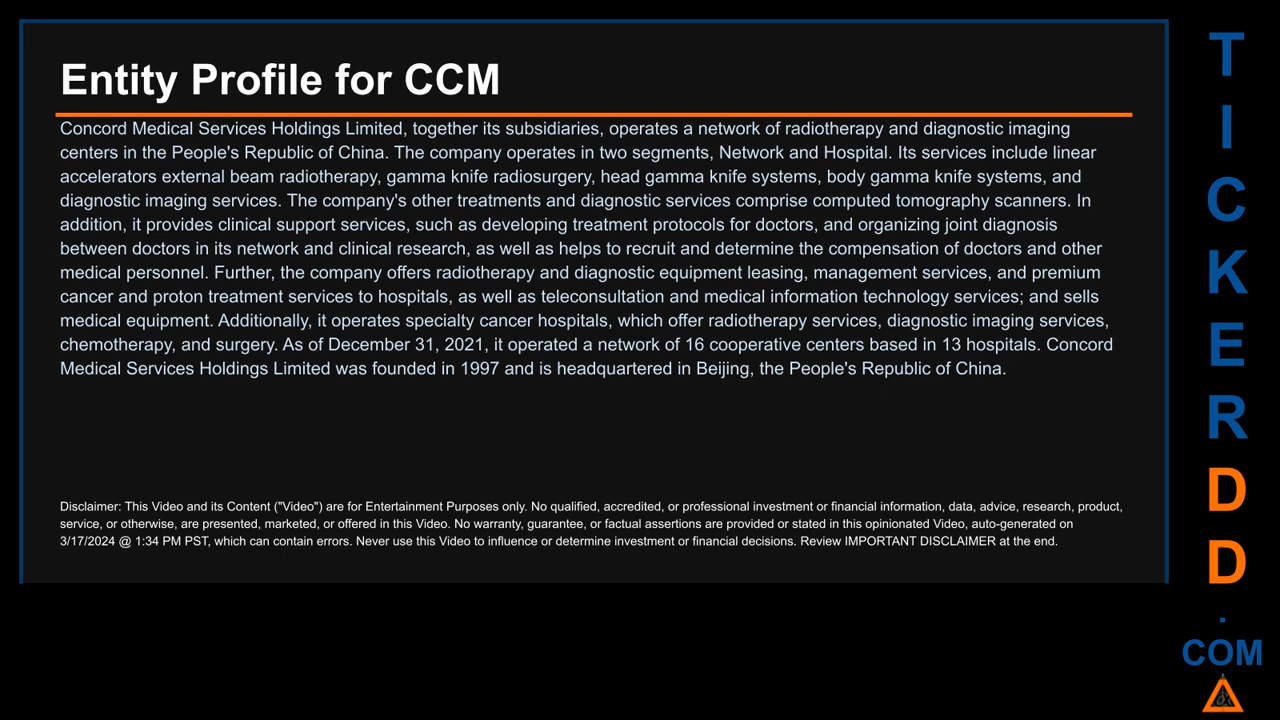 Entity Profile for CCM
Concord Medical Services Holdings Limited, together its subsidiaries, operates a network of radiotherapy and diagnostic imaging
centers in the People's Republic of China. The company operates in two segments, Network and Hospital. Its services include linear
accelerators external beam radiotherapy, gamma knife radiosurgery, head gamma knife systems, body gamma knife systems, and
diagnostic imaging services. The company's other treatments and diagnostic services comprise computed tomography scanners. In
addition, it provides clinical support services, such as developing treatment protocols for doctors, and organizing joint diagnosis
between doctors in its network and clinical research, as well as helps to recruit and determine the compensation of doctors and other
medical personnel. Further, the company offers radiotherapy and diagnostic equipment leasing, management services, and premium
cancer and proton treatment services to hospitals, as well as teleconsultation and medical information technology services; and sells
medical equipment. Additionally, it operates specialty cancer hospitals, which offer radiotherapy services, diagnostic imaging services,
chemotherapy, and surgery. As of December 31, 2021, it operated a network of 16 cooperative centers based in 13 hospitals. Concord
Medical Services Holdings Limited was founded in 1997 and is headquartered in Beijing, the People's Republic of China.
Disclaimer: This Video and its Content ("Video") are for Entertainment Purposes only. No qualified, accredited, or professional investment or financial information, data, advice, research, product,
service, or otherwise, are presented, marketed, or offered in this Video. No warranty, guarantee, or factual assertions are provided or stated in this opinionated Video, auto-generated on
3/17/2024 @ 1:34 PM PST, which can contain errors. Never use this Video to influence or determine investment or financial decisions. Review IMPORTANT DISCLAIMER at the end.
TICKERDD
.
COM